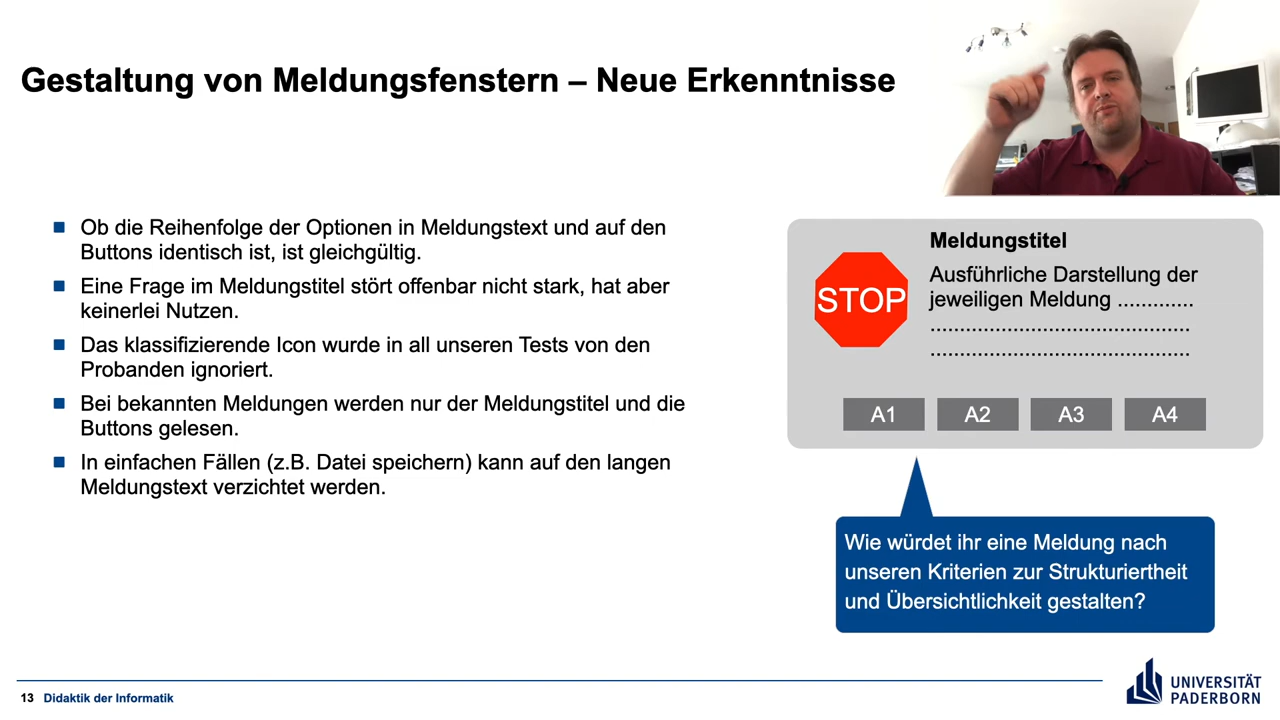 Gestaltung von Meldungsfenstern – Neue Erkenntnisse
Ob die Reihenfolge der Optionen in Meldungstext und auf den
Buttons identisch ist, ist gleichgültig.
Eine Frage im Meldungstitel stört offenbar nicht stark, hat aber
keinerlei Nutzen.
Das klassifizierende Icon wurde in all unseren Tests von den
Probanden ignoriert.
Bei bekannten Meldungen werden nur der Meldungstitel und die
Buttons gelesen.
In einfachen Fällen (z.B. Datei speichern) kann auf den langen
Meldungstext verzichtet werden.
Meldungstitel
Ausführliche Darstellung der
jeweiligen Meldung .............
............................................
............................................
STOP
A1 A2 A3 A4
Wie würdet ihr eine Meldung nach
unseren Kriterien zur Strukturiertheit
und Übersichtlichkeit gestalten?
13 Didaktik der Informatik
UNIVERSITÄT
PADERBORN